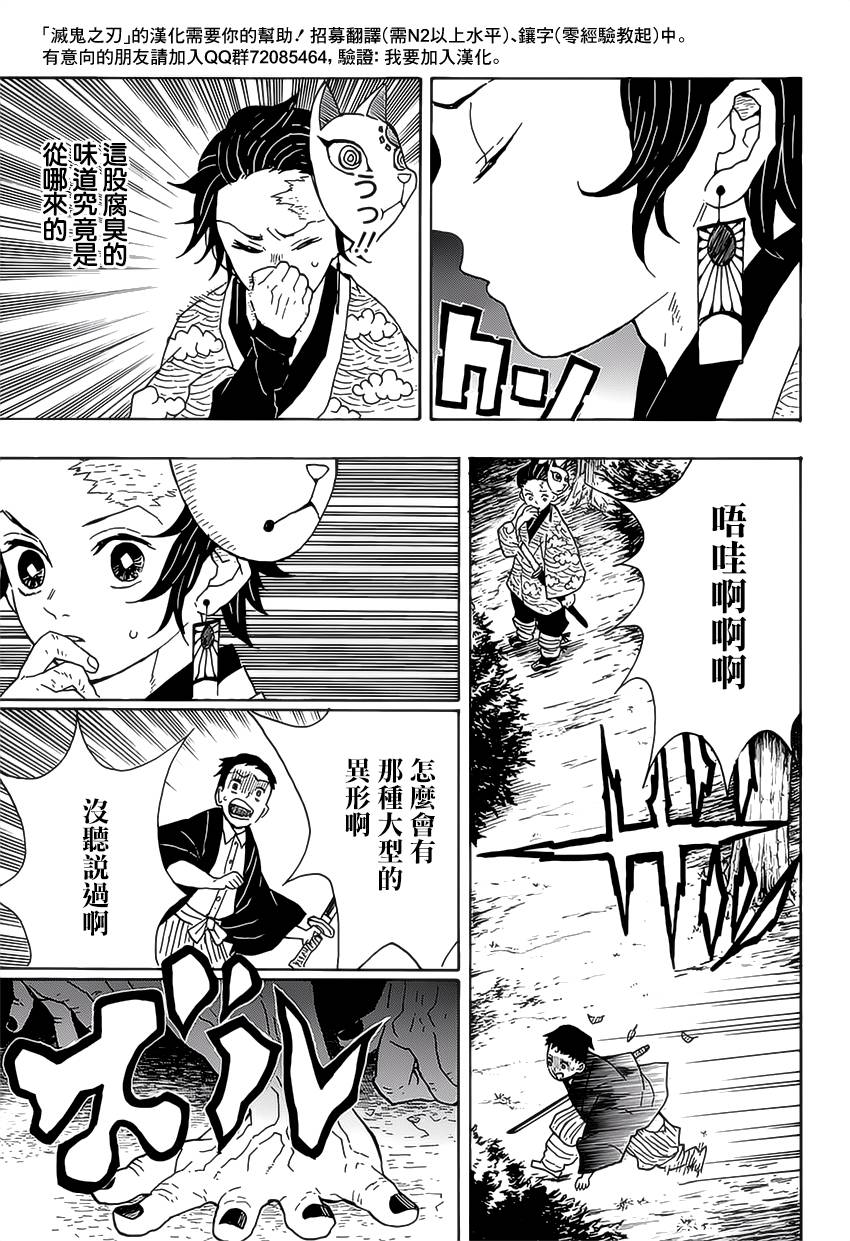 「滅鬼之刃」的漢化需要你的幫助！招募翻譯(需N2以上水平)、鑲字(零經驗教起)中。
有意向的朋友請加入QQ群72085464，驗證：我要加入漢化。
這股腐臭的
味道究竟是
從哪來的
うっ!!
唔哇啊啊啊
怎麼會有
那種大型的
異形啊
沒聽說過啊